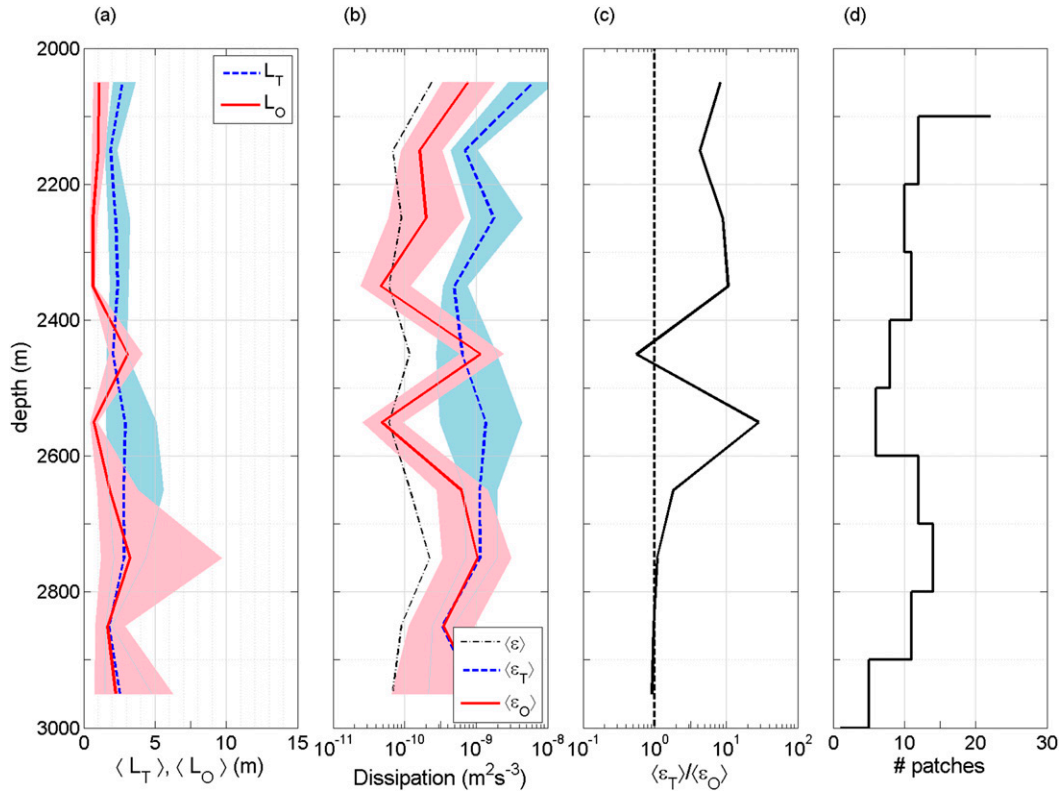 (a)
(b)
(c)
(d)
2000
2200
2400
2600
2800
3000
depth (m)
L_T
L_O
0 5 10 15
⟨ L_T ⟩, ⟨ L_O ⟩ (m)
⟨ε⟩
⟨ε_T⟩
⟨ε_O⟩
10^-11 10^-10 10^-9 10^-8
Dissipation (m²s⁻³)
10^-1 10^0 10^1 10^2
⟨ε_T⟩/⟨ε_O⟩
0 10 20 30
# patches